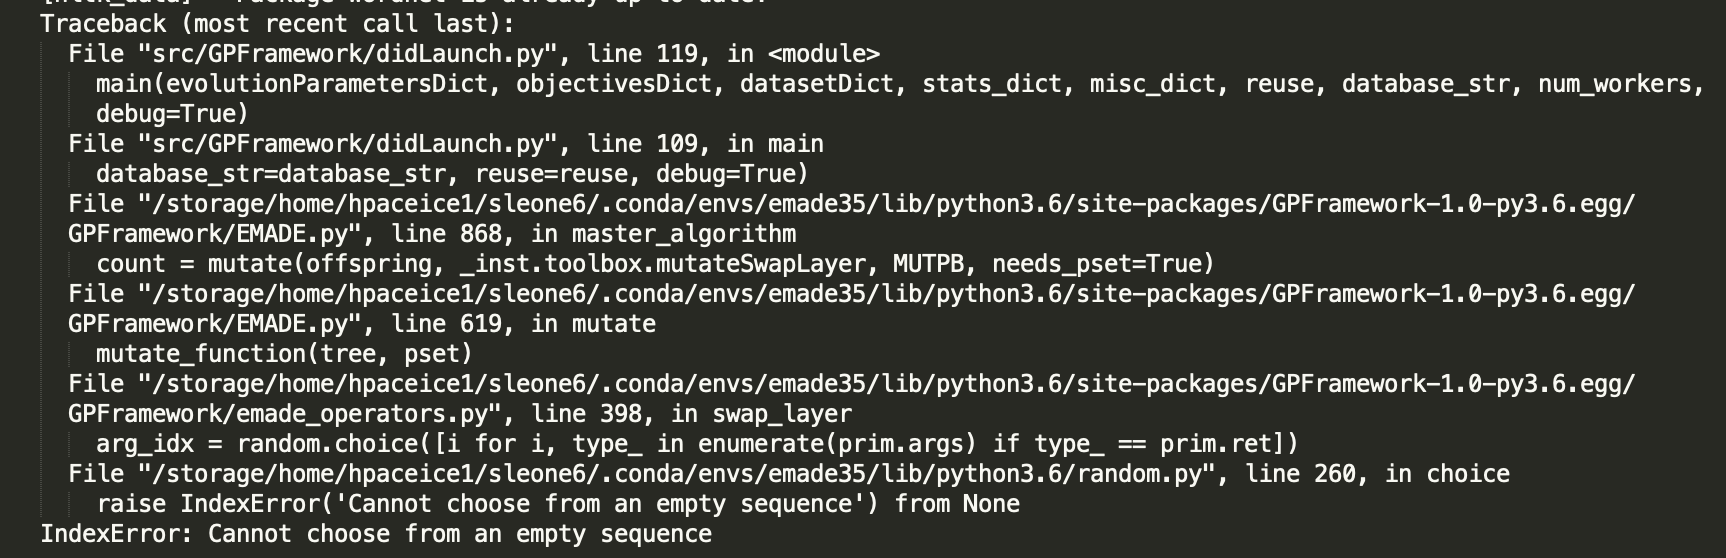 [nltk_data]   Package wordnet is already up-to-date!
Traceback (most recent call last):
File "src/GPFramework/didLaunch.py", line 119, in <module>
main(evolutionParametersDict, objectivesDict, datasetDict, stats_dict, misc_dict, reuse, database_str, num_workers,
debug=True)
File "src/GPFramework/didLaunch.py", line 109, in main
database_str=database_str, reuse=reuse, debug=True)
File "/storage/home/hpaceice1/sleone6/.conda/envs/emade35/lib/python3.6/site-packages/GPFramework-1.0-py3.6.egg/
GPFramework/EMADE.py", line 868, in master_algorithm
count = mutate(offspring, _inst.toolbox.mutateSwapLayer, MUTPB, needs_pset=True)
File "/storage/home/hpaceice1/sleone6/.conda/envs/emade35/lib/python3.6/site-packages/GPFramework-1.0-py3.6.egg/
GPFramework/EMADE.py", line 619, in mutate
mutate_function(tree, pset)
File "/storage/home/hpaceice1/sleone6/.conda/envs/emade35/lib/python3.6/site-packages/GPFramework-1.0-py3.6.egg/
GPFramework/emade_operators.py", line 398, in swap_layer
arg_idx = random.choice([i for i, type_ in enumerate(prim.args) if type_ == prim.ret])
File "/storage/home/hpaceice1/sleone6/.conda/envs/emade35/lib/python3.6/random.py", line 260, in choice
raise IndexError('Cannot choose from an empty sequence') from None
IndexError: Cannot choose from an empty sequence